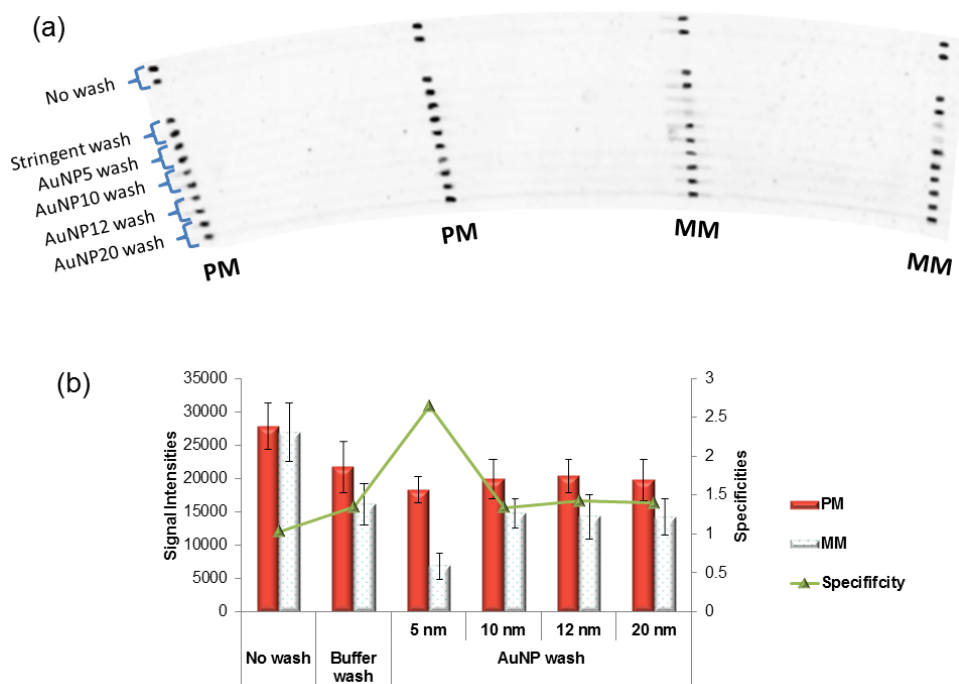 (a)
No wash
Stringent wash
AuNP5 wash
AuNP10 wash
AuNP12 wash
AuNP20 wash
PM
PM
MM
MM
(b)
35000
30000
25000
20000
15000
10000
5000
0
Signal Intensities
3
2.5
2
1.5
1
0.5
0
Specificities
PM
MM
Specififcity
5 nm 10 nm 12 nm 20 nm
No wash Buffer wash AuNP wash